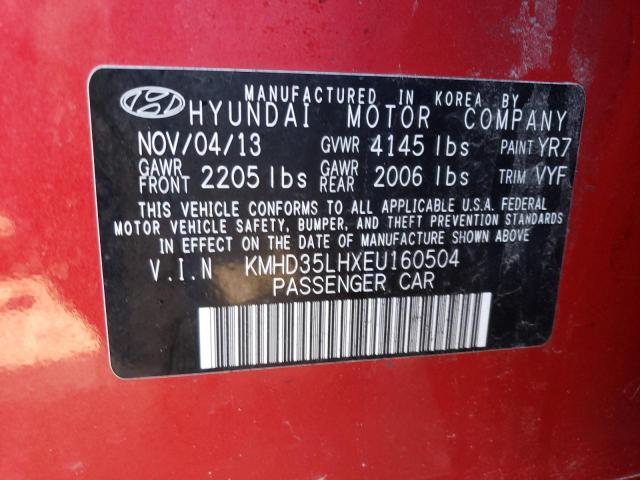 MANUFACTURED IN KOREA BY
HYUNDAI MOTOR COMPANY
NOV/04/13 GVWR 4145 lbs PAINT YR7
GAWR FRONT 2205 lbs GAWR REAR 2006 lbs TRIM VYF
THIS VEHICLE CONFORMS TO ALL APPLICABLE U.S.A. FEDERAL
MOTOR VEHICLE SAFETY, BUMPER, AND THEFT PREVENTION STANDARDS
IN EFFECT ON THE DATE OF MANUFACTURE SHOWN ABOVE.
V.I.N KMHD35LHXEU160504
PASSENGER CAR